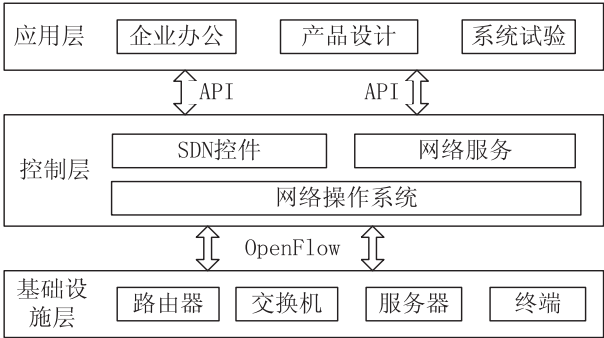 应用层 企业办公 产品设计 系统试验
API API
SDN控件 网络服务
控制层
网络操作系统
OpenFlow
基础设
施层
路由器 交换机 服务器 终端